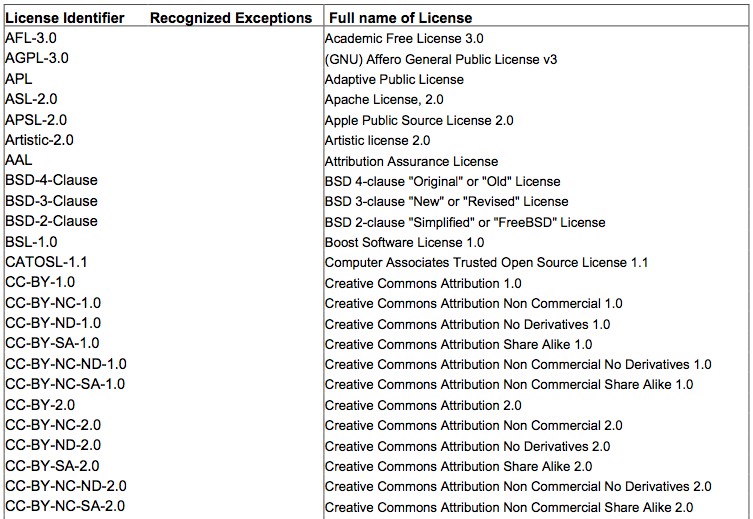 License Identifier Recognized Exceptions Full name of License
AFL-3.0 Academic Free License 3.0
AGPL-3.0 (GNU) Affero General Public License v3
APL Adaptive Public License
ASL-2.0 Apache License, 2.0
APSL-2.0 Apple Public Source License 2.0
Artistic-2.0 Artistic license 2.0
AAL Attribution Assurance License
BSD-4-Clause BSD 4-clause "Original" or "Old" License
BSD-3-Clause BSD 3-clause "New" or "Revised" License
BSD-2-Clause BSD 2-clause "Simplified" or "FreeBSD" License
BSL-1.0 Boost Software License 1.0
CATOSL-1.1 Computer Associates Trusted Open Source License 1.1
CC-BY-1.0 Creative Commons Attribution 1.0
CC-BY-NC-1.0 Creative Commons Attribution Non Commercial 1.0
CC-BY-ND-1.0 Creative Commons Attribution No Derivatives 1.0
CC-BY-SA-1.0 Creative Commons Attribution Share Alike 1.0
CC-BY-NC-ND-1.0 Creative Commons Attribution Non Commercial No Derivatives 1.0
CC-BY-NC-SA-1.0 Creative Commons Attribution Non Commercial Share Alike 1.0
CC-BY-2.0 Creative Commons Attribution 2.0
CC-BY-NC-2.0 Creative Commons Attribution Non Commercial 2.0
CC-BY-ND-2.0 Creative Commons Attribution No Derivatives 2.0
CC-BY-SA-2.0 Creative Commons Attribution Share Alike 2.0
CC-BY-NC-ND-2.0 Creative Commons Attribution Non Commercial No Derivatives 2.0
CC-BY-NC-SA-2.0 Creative Commons Attribution Non Commercial Share Alike 2.0